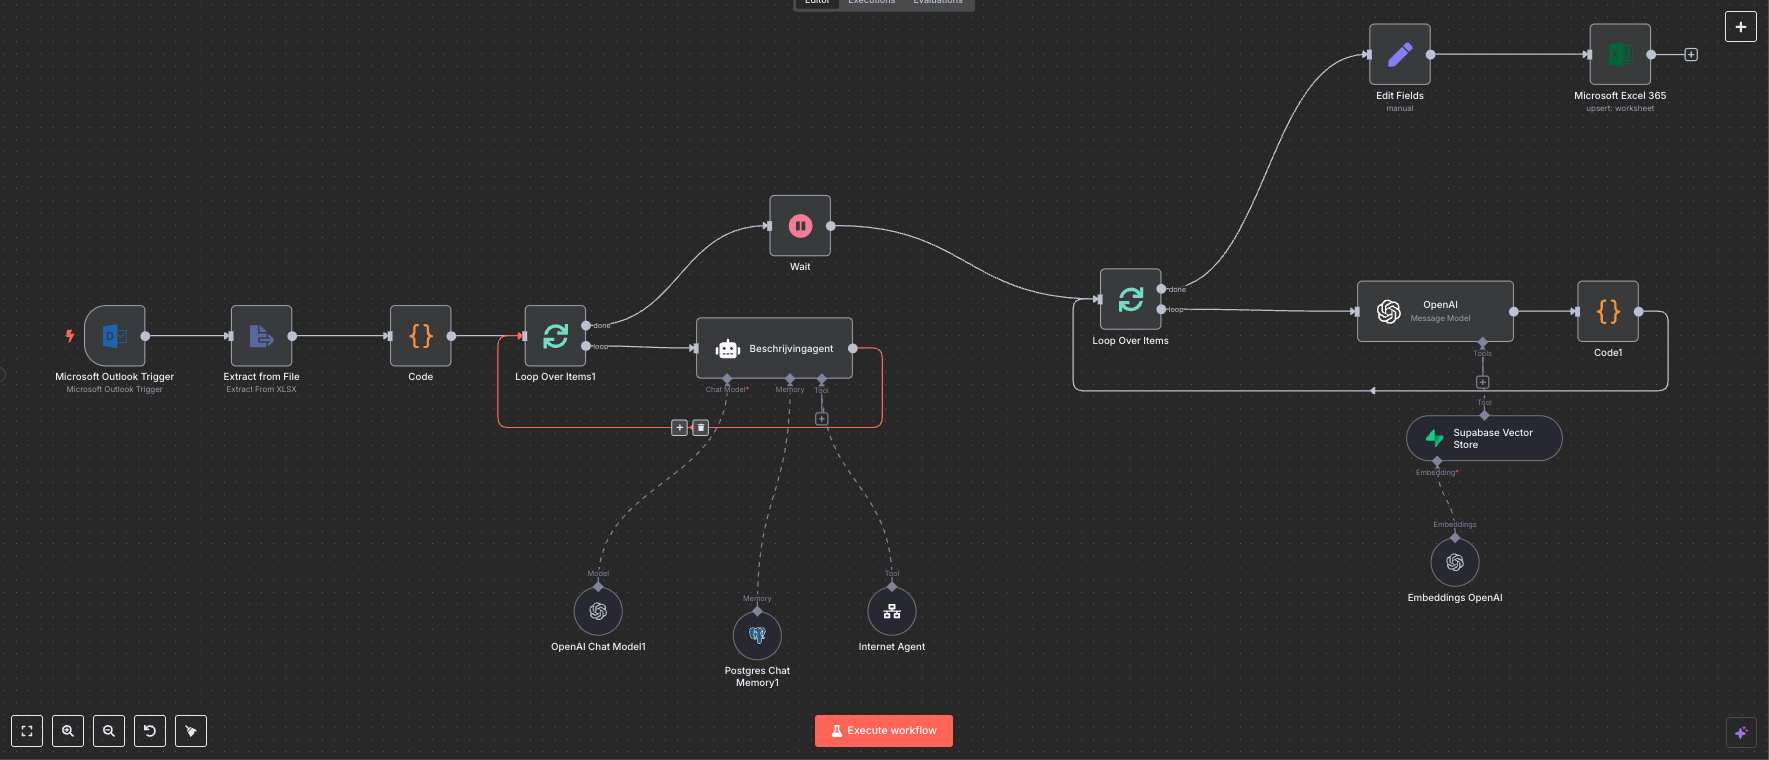 Editor
Executions
Evaluations
Edit Fields
manual
Microsoft Excel 365
upsert: worksheet
Wait
Microsoft Outlook Trigger
Microsoft Outlook Trigger
Extract from File
Extract From XLSX
Code
Loop Over Items1
done
loop
Beschrijvingagent
Chat Model*
Memory
Tool
Loop Over Items
done
loop
OpenAI
Message Model
Tools
Code1
Tool
Supabase Vector
Store
Embedding*
Embeddings
Embeddings OpenAI
Model
OpenAI Chat Model1
Memory
Postgres Chat
Memory1
Tool
Internet Agent
Execute workflow